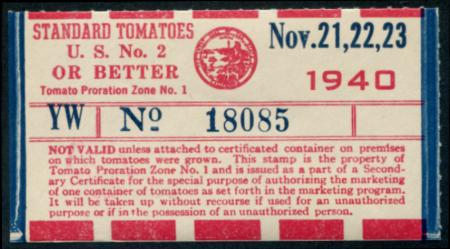 STANDARD TOMATOES
U. S. No. 2
OR BETTER
Tomato Proration Zone No. 1
Nov. 21, 22, 23
1940
YW No 18085
NOT VALID unless attached to certificated container on premises
on which tomatoes were grown. This stamp is the property of
Tomato Proration Zone No. 1 and is issued as a part of a Second-
ary Certificate for the special purpose of authorizing the marketing
of one container of tomatoes as set forth in the marketing program.
It will be taken up without recourse if used for an unauthorized
purpose or if in the possession of an unauthorized person.